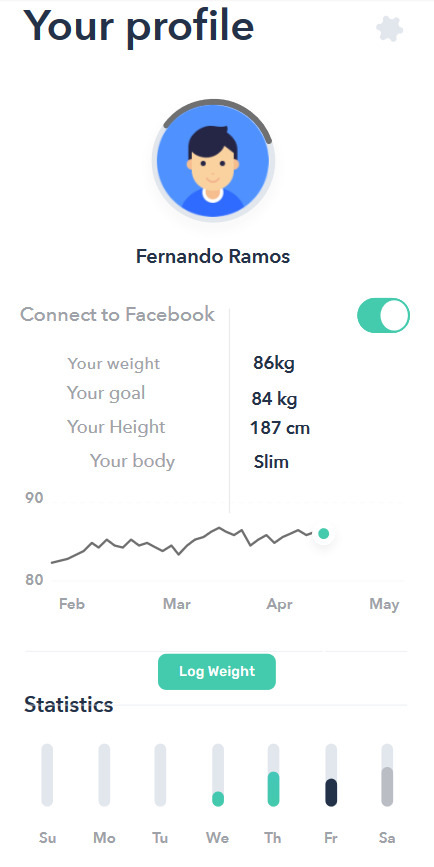 Your profile
Fernando Ramos
Connect to Facebook
Your weight 86kg
Your goal 84 kg
Your Height 187 cm
Your body Slim
90
80
Feb Mar Apr May
Log Weight
Statistics
Su Mo Tu We Th Fr Sa